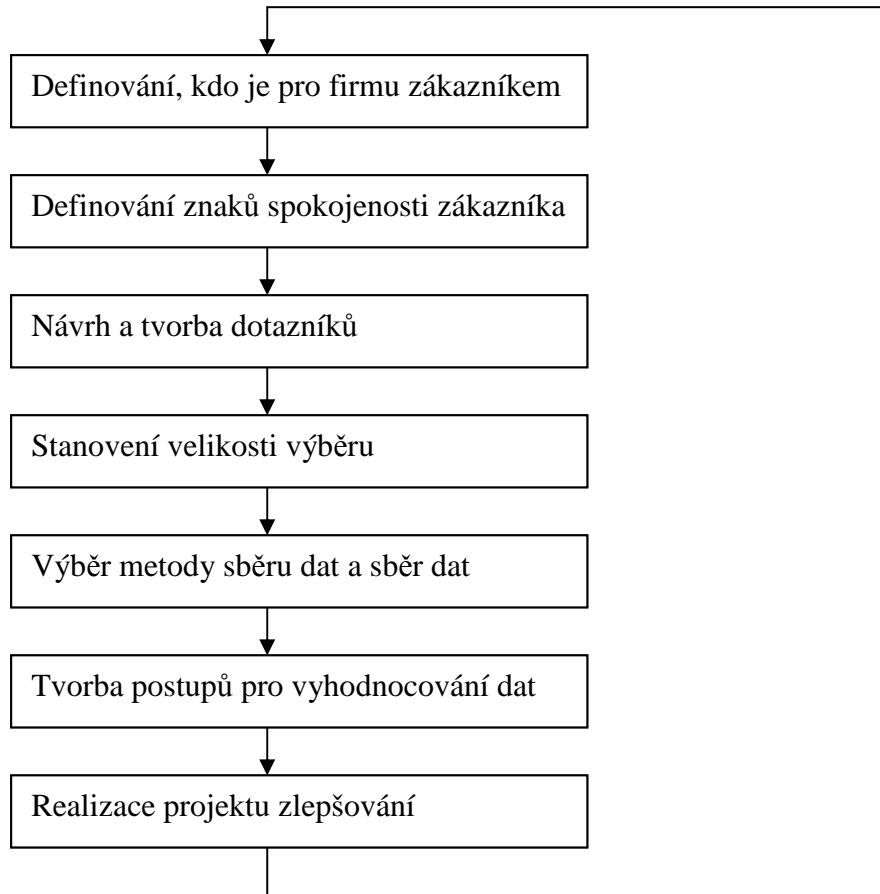 Definování, kdo je pro firmu zákazníkem
Definování znaků spokojenosti zákazníka
Návrh a tvorba dotazníků
Stanovení velikosti výběru
Výběr metody sběru dat a sběr dat
Tvorba postupů pro vyhodnocování dat
Realizace projektu zlepšování